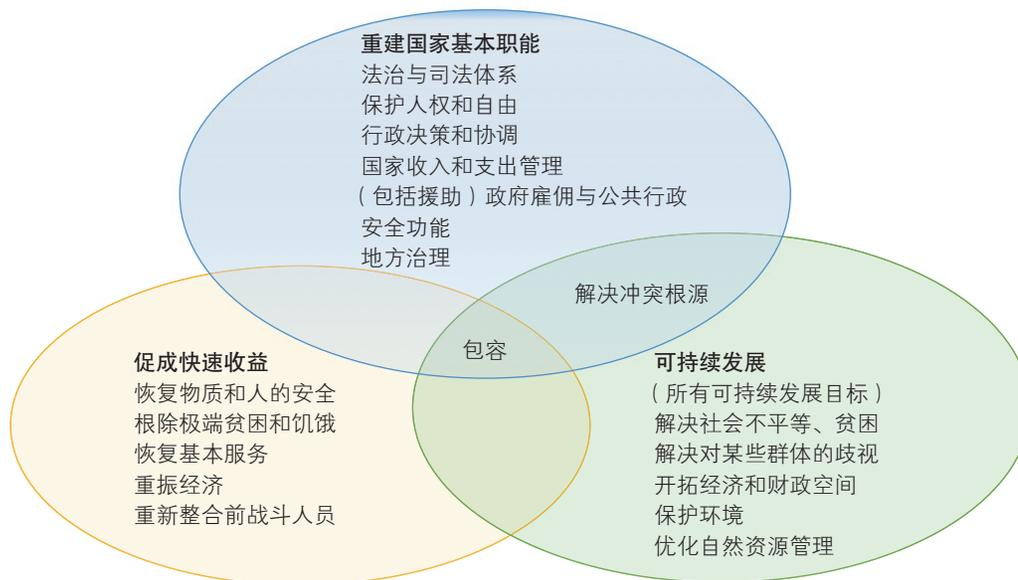 重建国家基本职能
法治与司法体系
保护人权和自由
行政决策和协调
国家收入和支出管理
（包括援助）政府雇佣与公共行政
安全功能
地方治理
解决冲突根源
包容
促成快速收益
恢复物质和人的安全
根除极端贫困和饥饿
恢复基本服务
重振经济
重新整合前战斗人员
可持续发展
（所有可持续发展目标）
解决社会不平等、贫困
解决对某些群体的歧视
开拓经济和财政空间
保护环境
优化自然资源管理